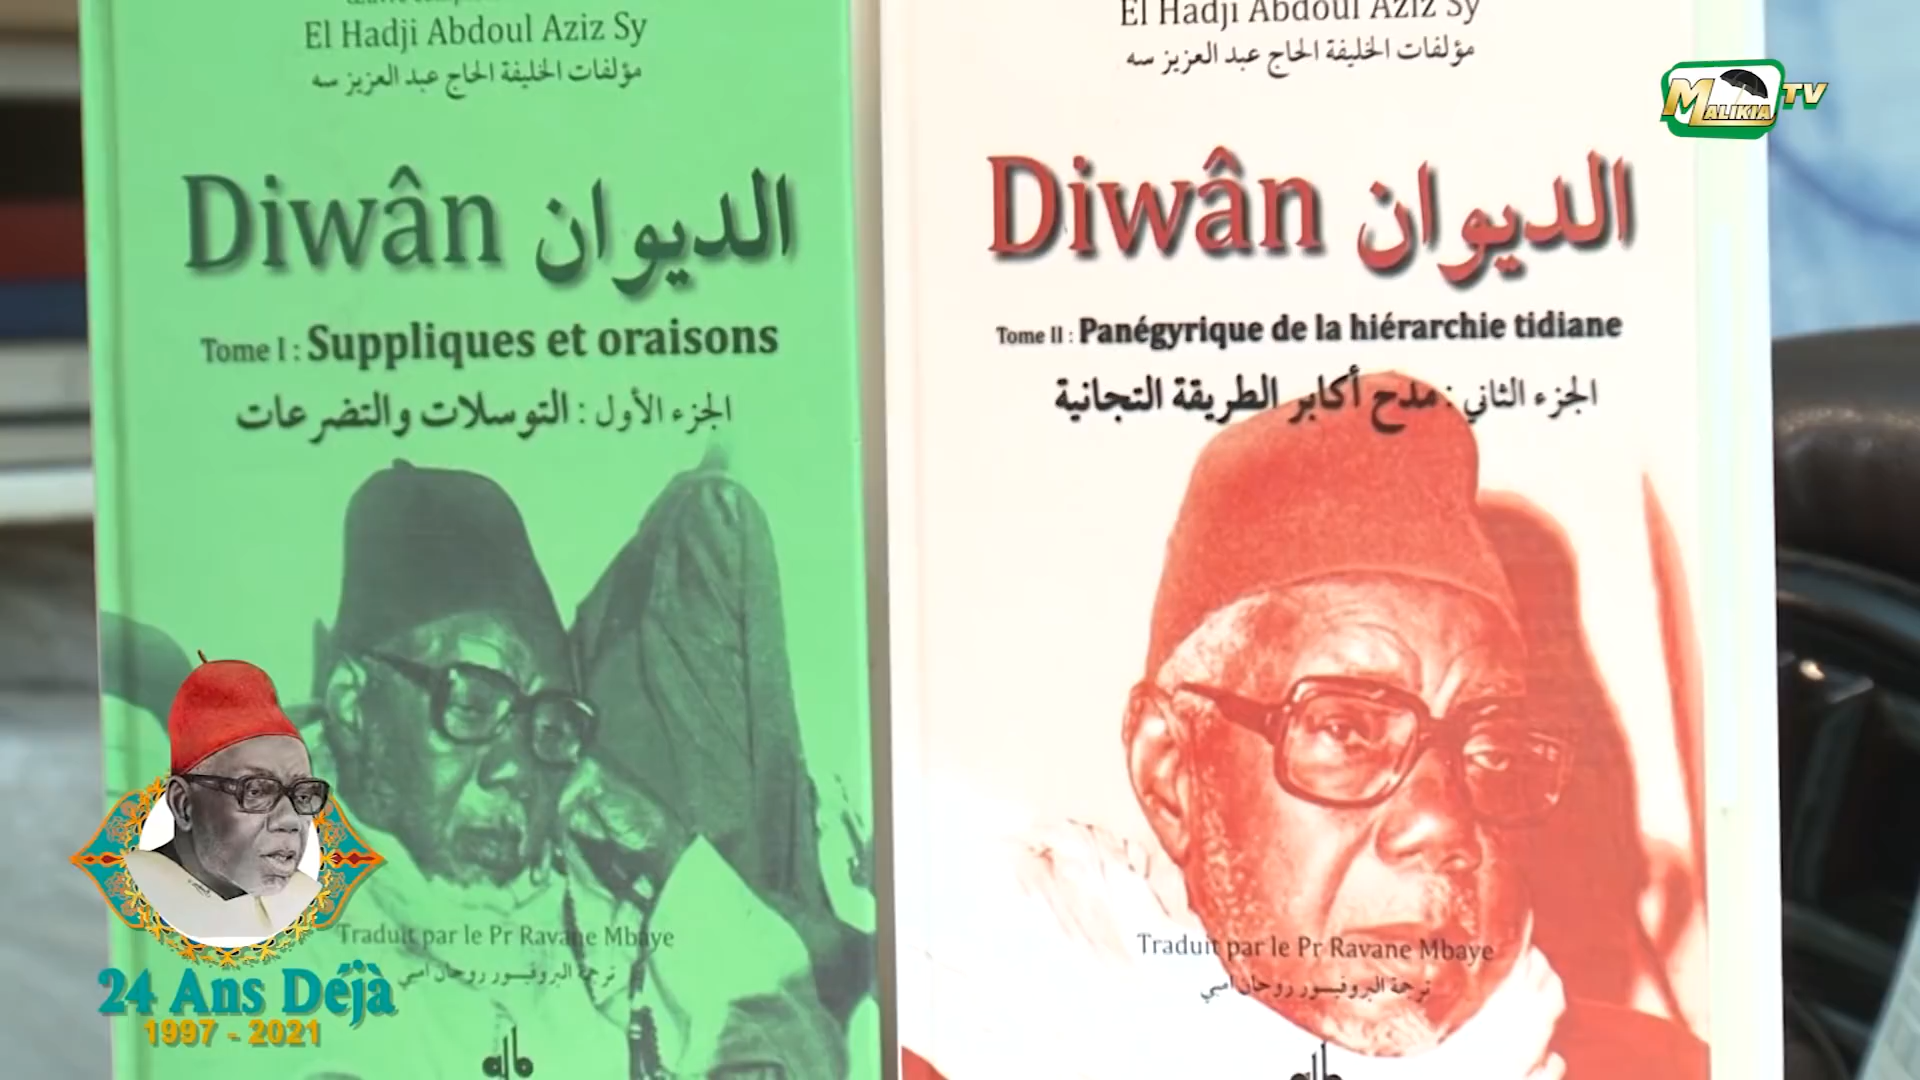 El Hadji Abdoul Aziz Sy
مؤلفات الخليفة الحاج عبد العزيز سه
Diwân الديوان
Tome I : Suppliques et oraisons
الجزء الأول : التوسلات والتضرعات
Traduit par le Pr Ravane Mbaye
ترجمة البروفيسور روحان امبي
El Hadji Abdoul Aziz Sy
مؤلفات الخليفة الحاج عبد العزيز سه
Diwân الديوان
Tome II : Panégyrique de la hiérarchie tidiane
الجزء الثاني : مدح أكابر الطريقة التجانية
Traduit par le Pr Ravane Mbaye
ترجمة البروفيسور روحان امبي
MALIKIA TV
24 Ans Déjà
1997 - 2021